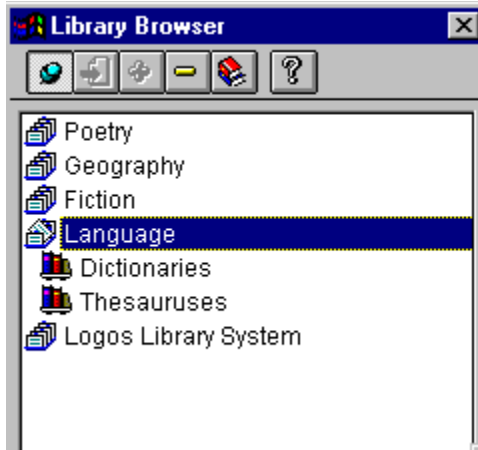 Library Browser
Poetry
Geography
Fiction
Language
Dictionaries
Thesauruses
Logos Library System